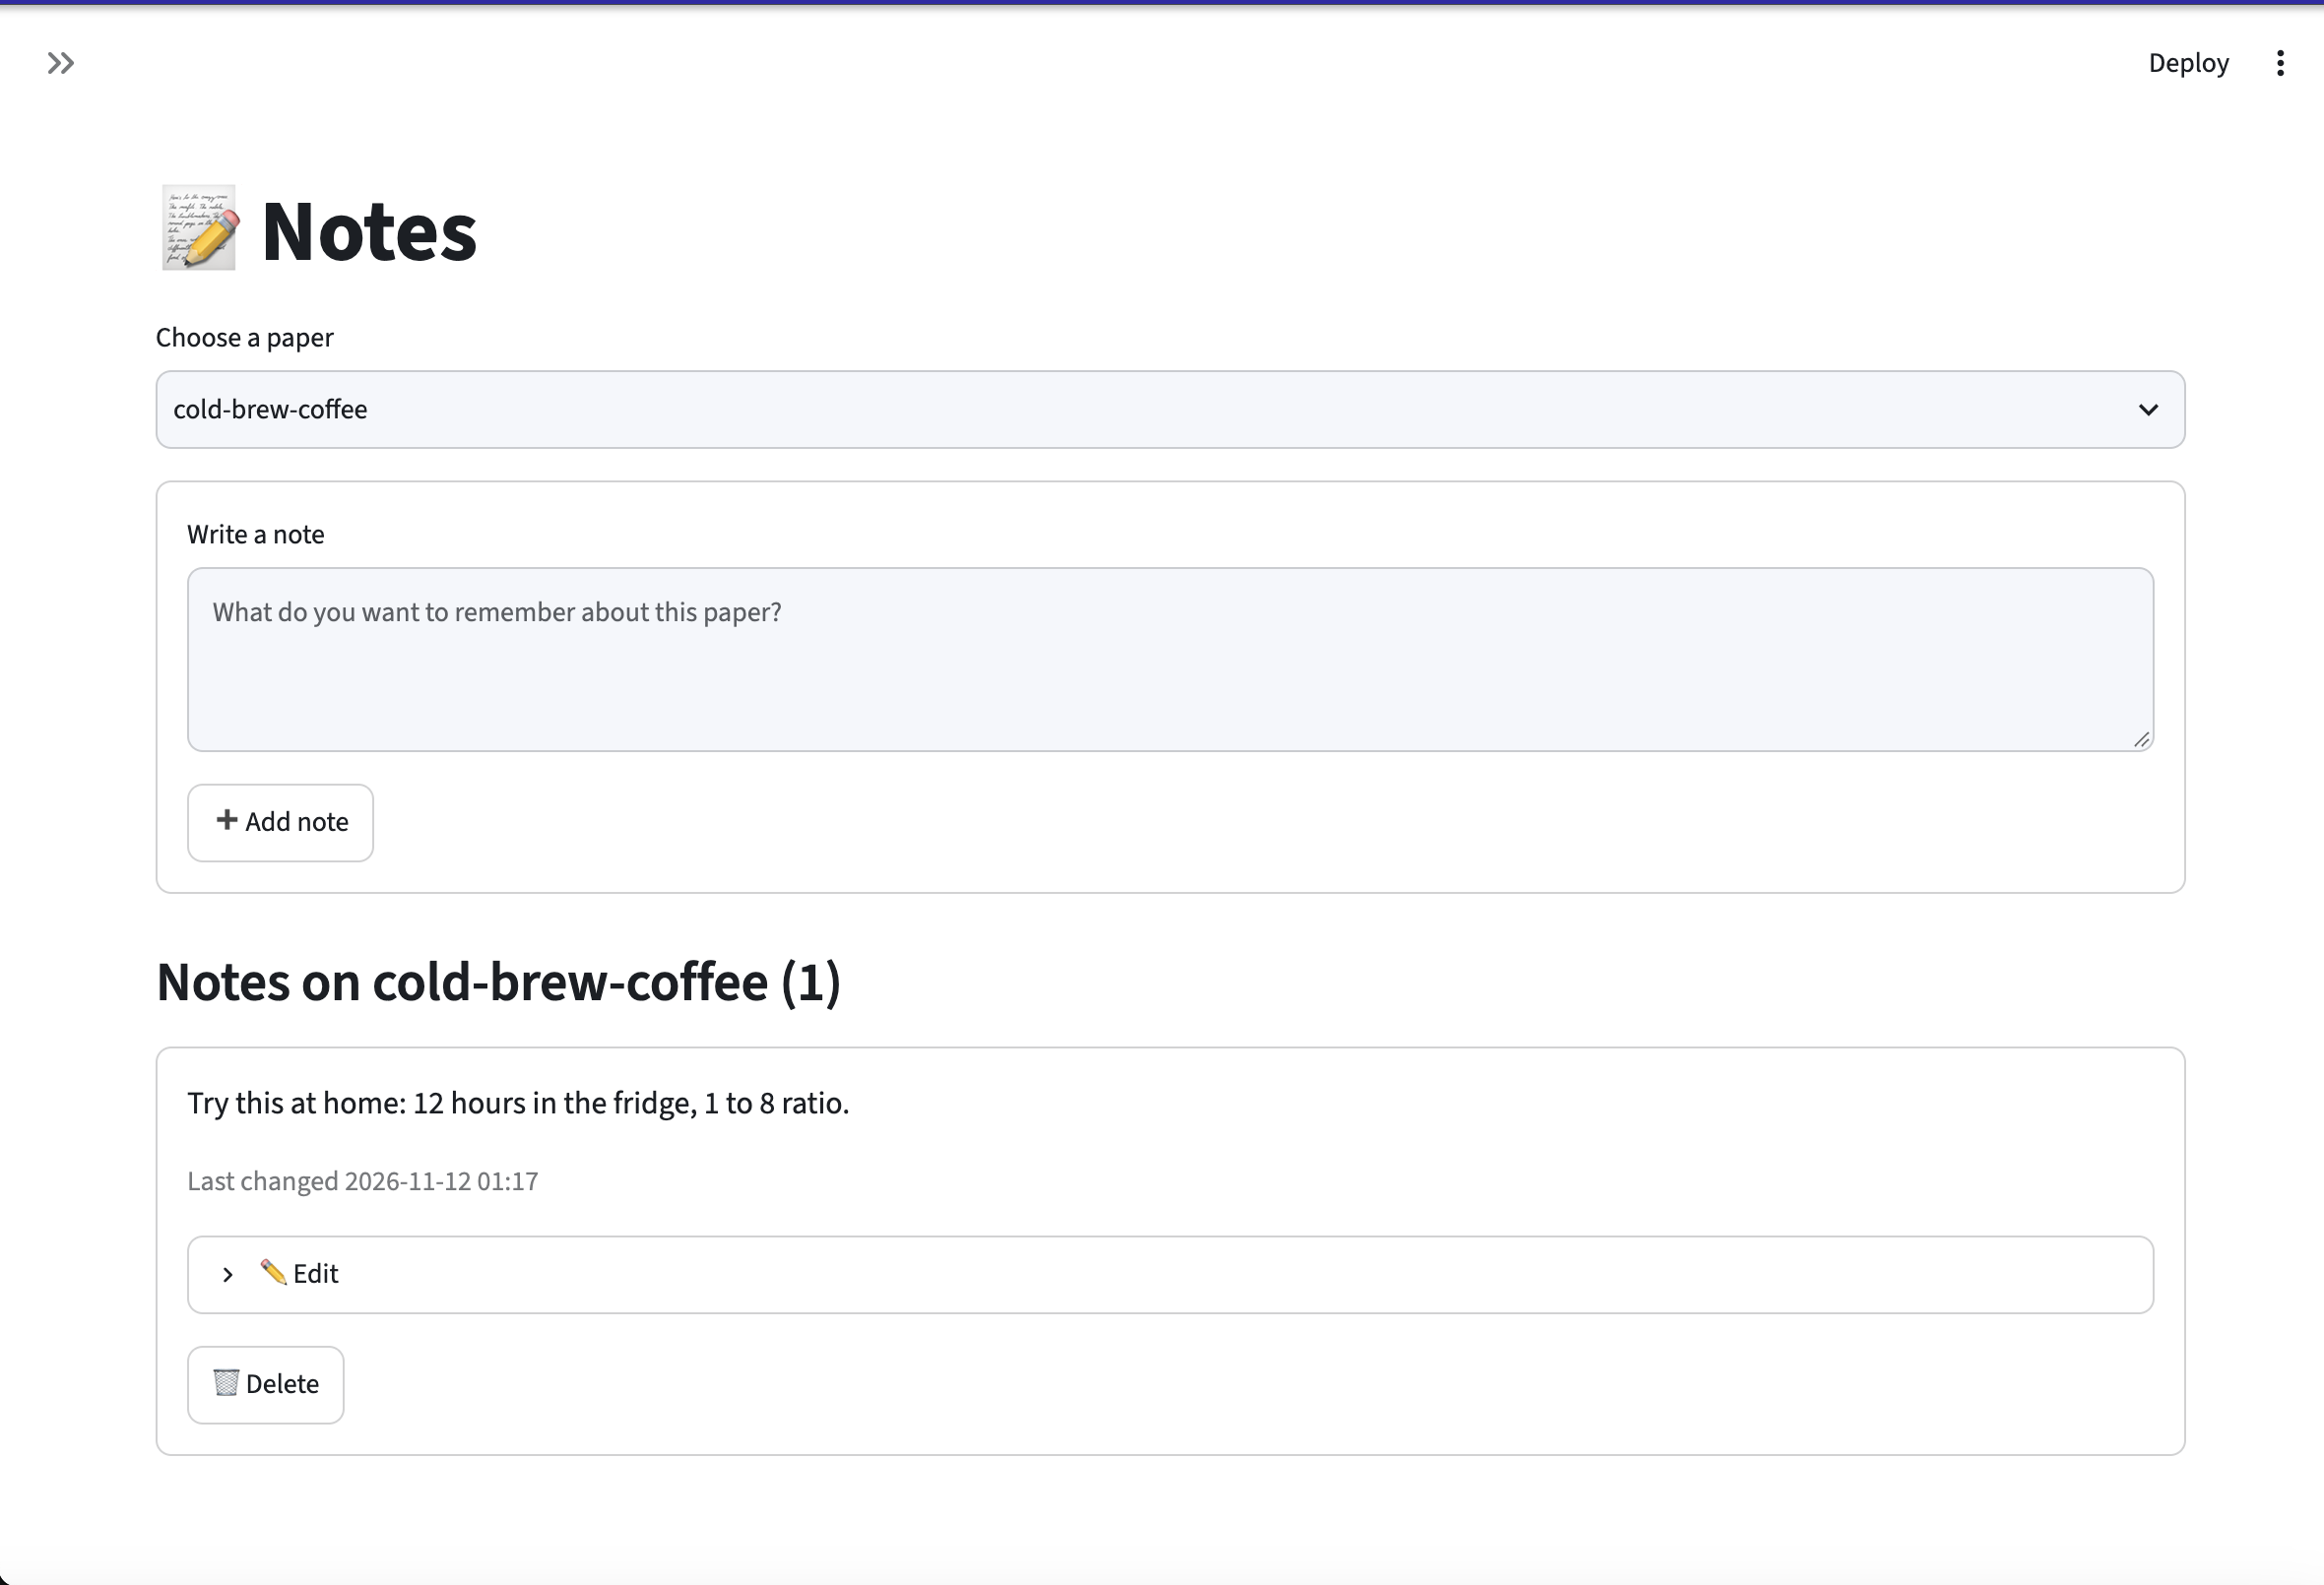 Deploy
Notes
Choose a paper
cold-brew-coffee
Write a note
What do you want to remember about this paper?
Add note
Notes on cold-brew-coffee (1)
Try this at home: 12 hours in the fridge, 1 to 8 ratio.
Last changed 2026-11-12 01:17
Edit
Delete